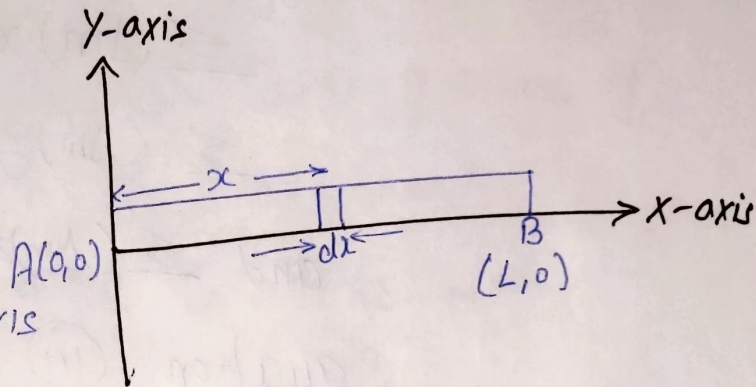 Y-axis
x
X-axis
A(0,0)
dx
B
(L,0)